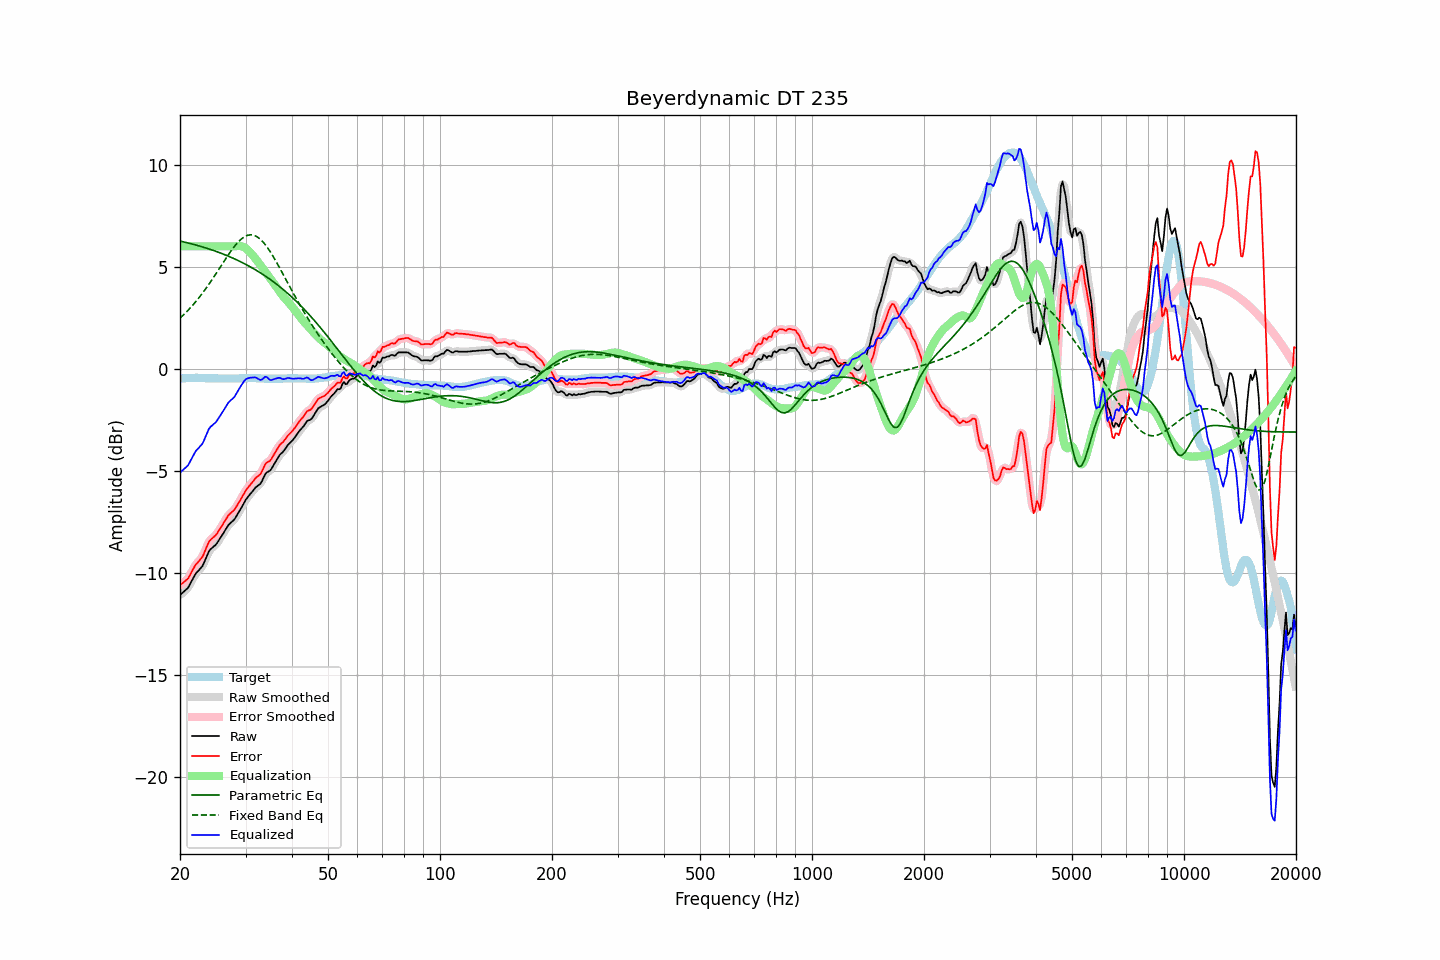 Beyerdynamic DT 235
Amplitude (dBr)
10
5
0
−5
−10
−15
−20
Target
Raw Smoothed
Error Smoothed
Raw
Error
Equalization
Parametric Eq
Fixed Band Eq
Equalized
20 50 100 200 500 1000 2000 5000 10000 20000
Frequency (Hz)